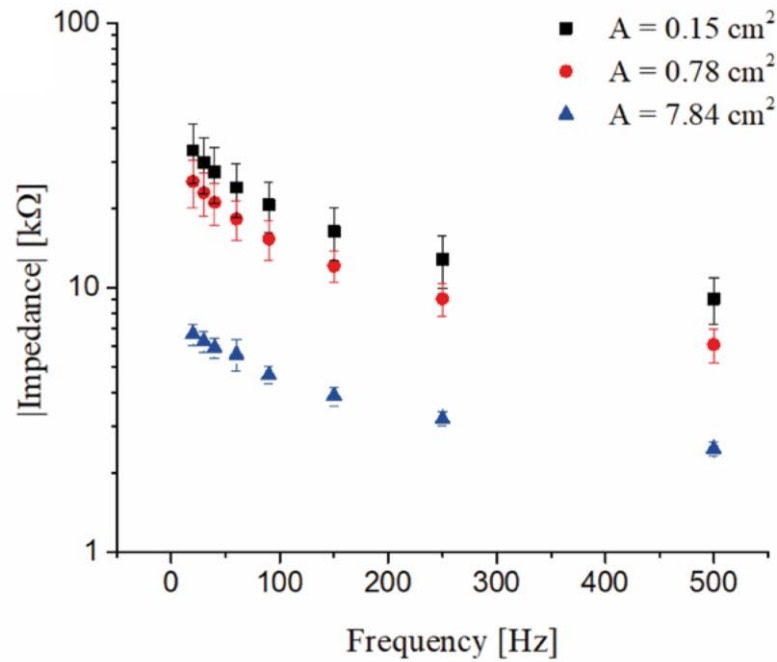 100
10
1
|Impedance| [kΩ]
A = 0.15 cm²
A = 0.78 cm²
A = 7.84 cm²
0 100 200 300 400 500
Frequency [Hz]